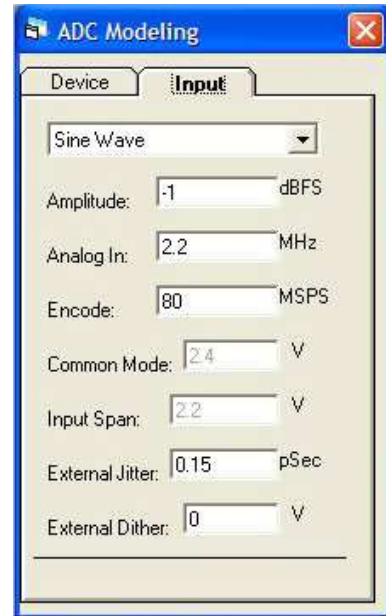 ADC Modeling
Device Input
Sine Wave
Amplitude: -1 dBFS
Analog In: 2.2 MHz
Encode: 80 MSPS
Common Mode: 2.4 V
Input Span: 2.2 V
External Jitter: 0.15 pSec
External Dither: 0 V